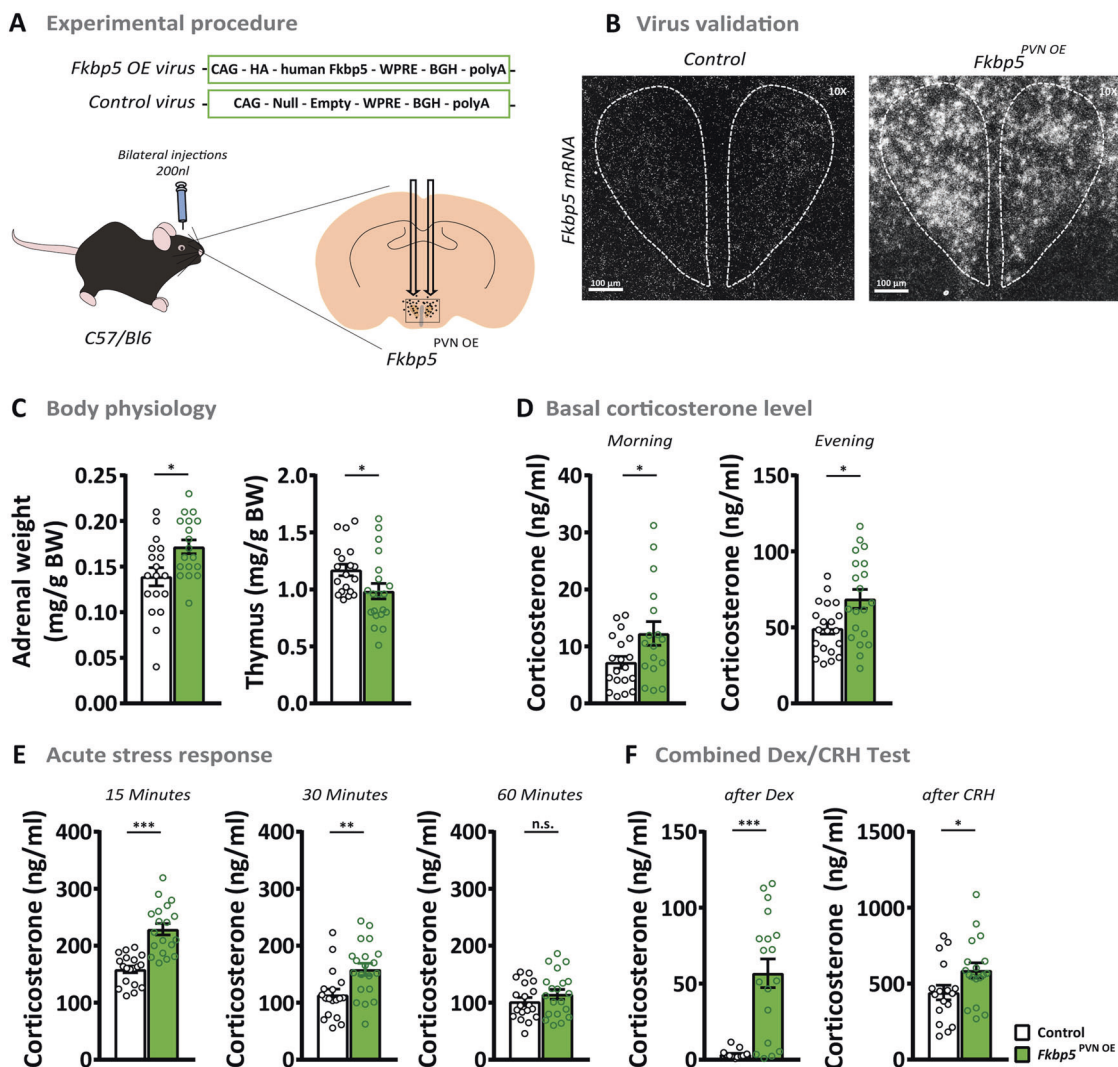 A Experimental procedure
Fkbp5 OE virus
CAG - HA - human Fkbp5 - WPRE - BGH - polyA
Control virus
CAG - Null - Empty - WPRE - BGH - polyA
Bilateral injections
200nl
C57/Bl6
Fkbp5 PVN OE
B Virus validation
Control
Fkbp5 PVN OE
Fkbp5 mRNA
10X
100 µm
10X
100 µm
C Body physiology
Adrenal weight
(mg/g BW)
0.25
0.20
0.15
0.10
0.05
0.00
*
Thymus (mg/g BW)
2.0
1.5
1.0
0.5
0.0
*
D Basal corticosterone level
Morning
Corticosterone (ng/ml)
40
30
20
10
0
*
Evening
Corticosterone (ng/ml)
150
100
50
0
*
E Acute stress response
15 Minutes
Corticosterone (ng/ml)
400
300
200
100
0
***
30 Minutes
Corticosterone (ng/ml)
400
300
200
100
0
**
60 Minutes
Corticosterone (ng/ml)
400
300
200
100
0
n.s.
F Combined Dex/CRH Test
after Dex
Corticosterone (ng/ml)
150
100
50
0
***
after CRH
Corticosterone (ng/ml)
1500
1000
500
0
*
Control
Fkbp5 PVN OE